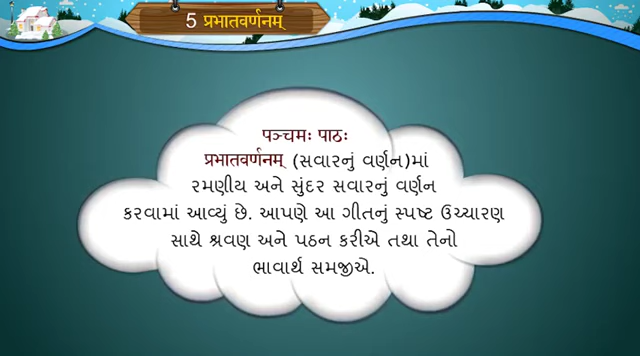 5 प्रभातवर्णनम्
पञ्चमः पाठः
प्रभातवर्णनम् (સવારનું વર્ણન)માં
રમણીય અને સુંદર સવારનું વર્ણન
કરવામાં આવ્યું છે. આપણે આ ગીતનું સ્પષ્ટ ઉચ્ચારણ
સાથે શ્રવણ અને પઠન કરીએ તથા તેનો
ભાવાર્થ સમજીએ.